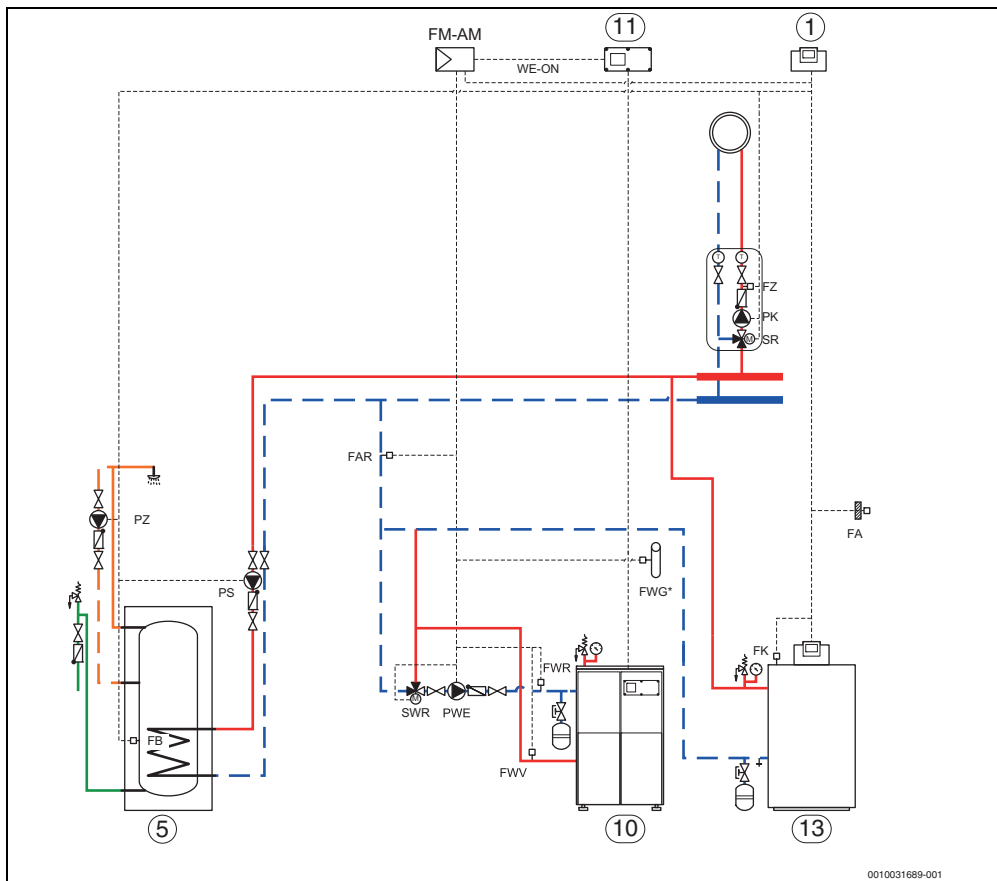 11
1
FM-AM
WE-ON
T
T
FZ
PK
M
SR
FAR
PZ
FA
PS
FWG*
FK
FWR
M
SWR
PWE
FB
FWV
5
10
13
0010031689-001